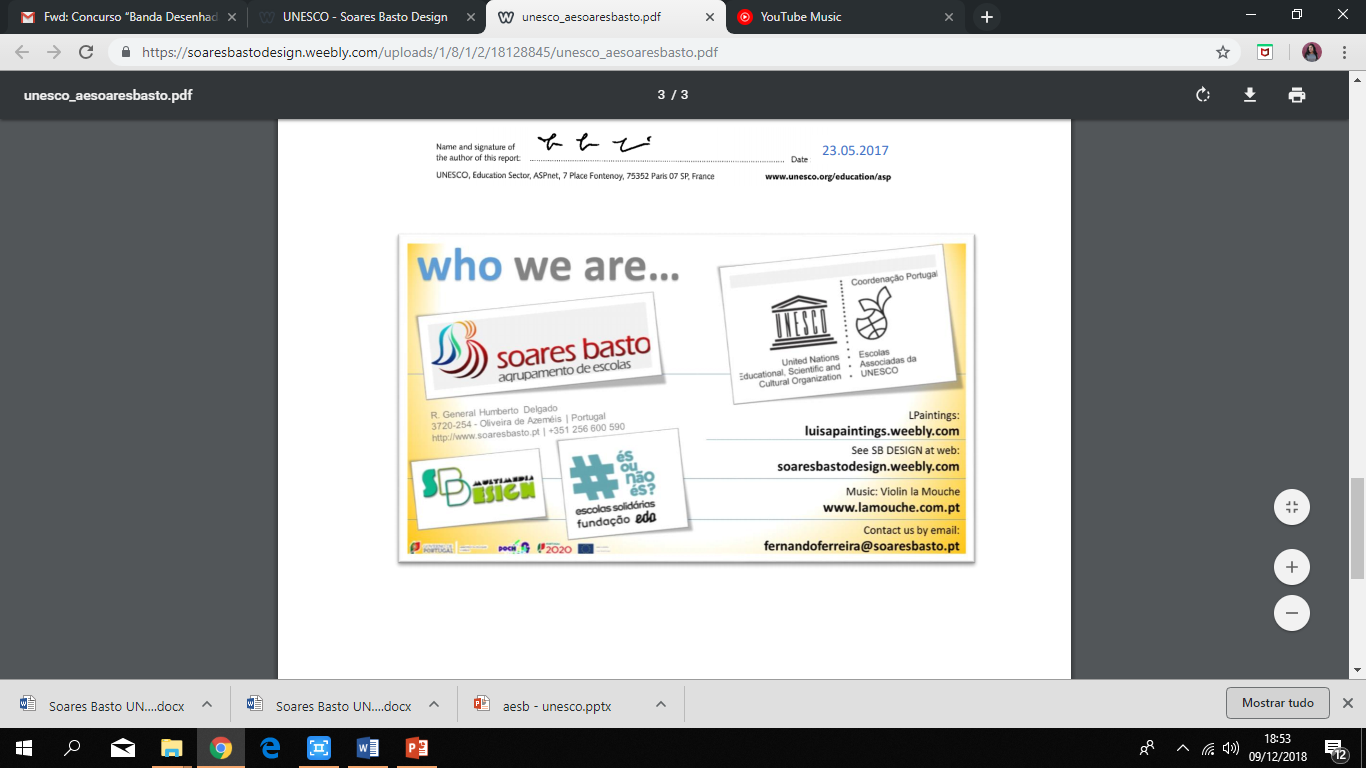 Fwd: Concurso "Banda Desenhad
UNESCO - Soares Basto Design
unesco_aesoaresbasto.pdf
YouTube Music
https://soaresbastodesign.weebly.com/uploads/1/8/1/2/18128845/unesco_aesoaresbasto.pdf
unesco_aesoaresbasto.pdf
3 / 3
Name and signature of
the author of this report:
Date
23.05.2017
UNESCO, Education Sector, ASPnet, 7 Place Fontenoy, 75352 Paris 07 SP, France
www.unesco.org/education/asp
who we are...
soares basto
agrupamento de escolas
Coordenação Portugal
UNESCO
United Nations
Educational, Scientific and
Cultural Organization
Escolas
Associadas da
UNESCO
R. General Humberto Delgado
3720-254 - Oliveira de Azeméis | Portugal
http://www.soaresbasto.pt | +351 256 600 590
SB MULTIMEDIA
DESIGN
#és
ou
não
és?
escolas solidárias
fundação eda
LPaintings:
luisapaintings.weebly.com
See SB DESIGN at web:
soaresbastodesign.weebly.com
Music: Violin la Mouche
www.lamouche.com.pt
Contact us by email:
fernandoferreira@soaresbasto.pt
PORTUGAL
POCH
2020
Soares Basto UN....docx
Soares Basto UN....docx
aesb - unesco.pptx
Mostrar tudo
18:53
09/12/2018
12